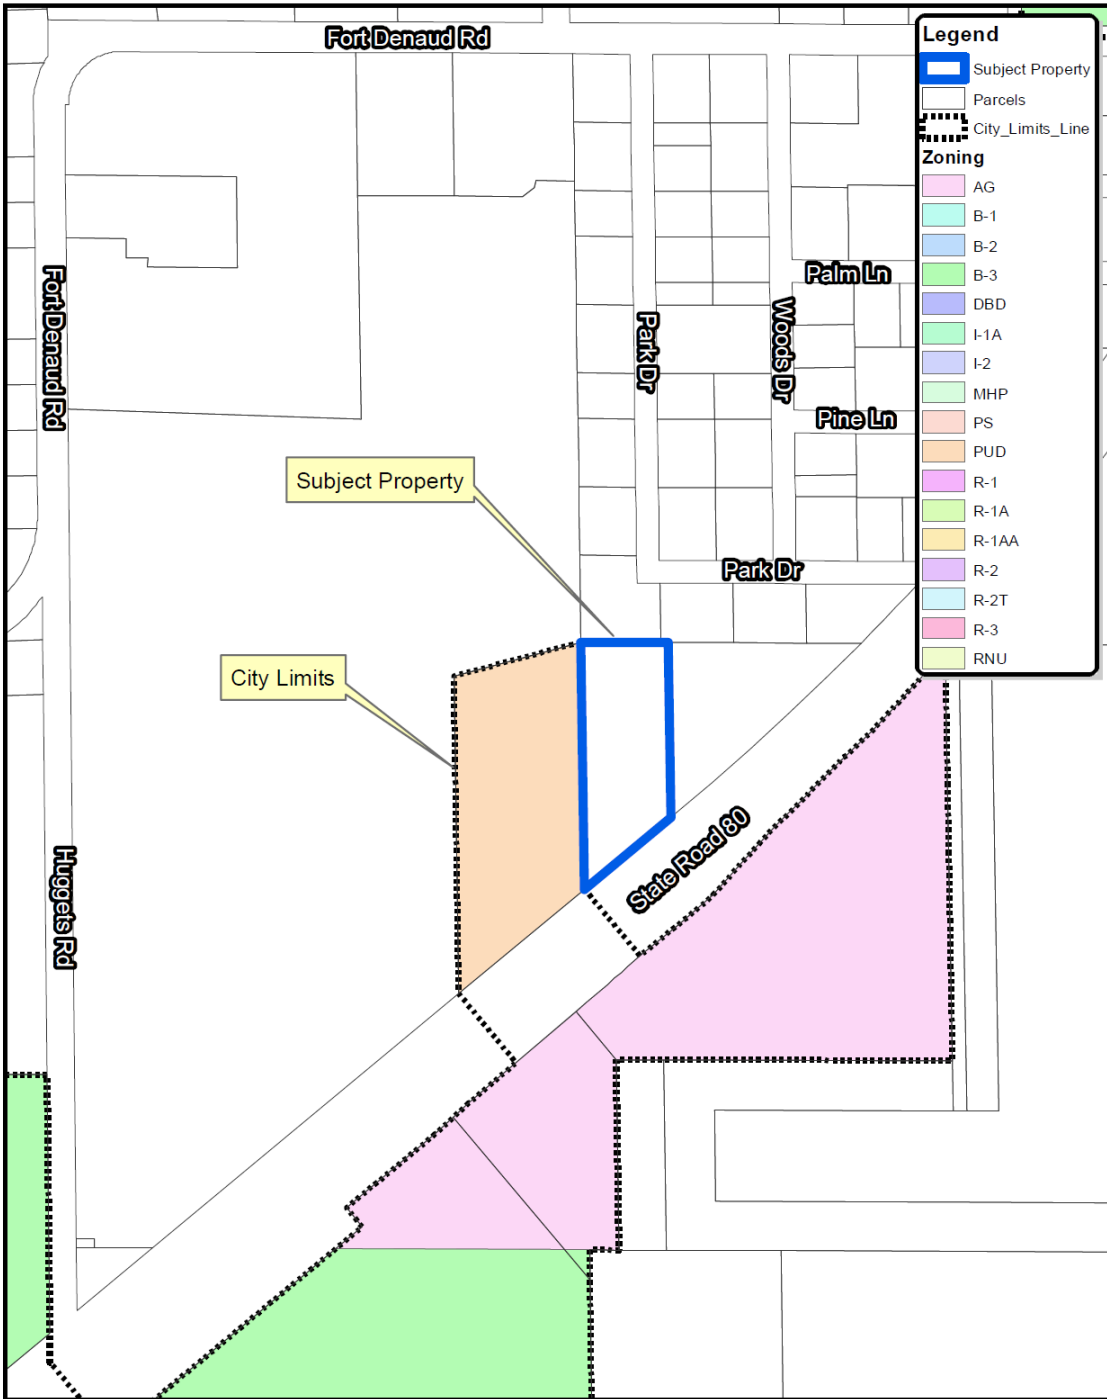 Fort Denaud Rd
Legend
Subject Property
Parcels
City_Limits_Line
Zoning
AG
B-1
B-2
B-3
DBD
I-1A
I-2
MHP
PS
PUD
R-1
R-1A
R-1AA
R-2
R-2T
R-3
RNU
Palm Ln
Fort Denaud Rd
Park Dr
Woods Dr
Pine Ln
Subject Property
Park Dr
City Limits
State Road 80
Huggets Rd